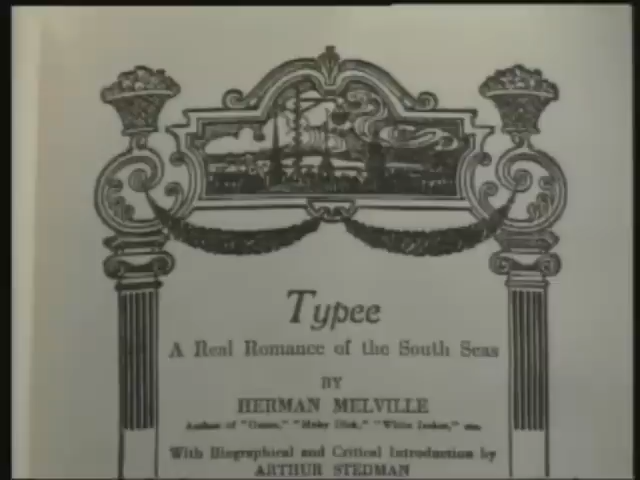 Typee
A Real Romance of the South Seas
BY
HERMAN MELVILLE
Author of "Omoo," "Moby Dick," "White Jacket," etc.
With Biographical and Critical Introduction by
ARTHUR STEDMAN